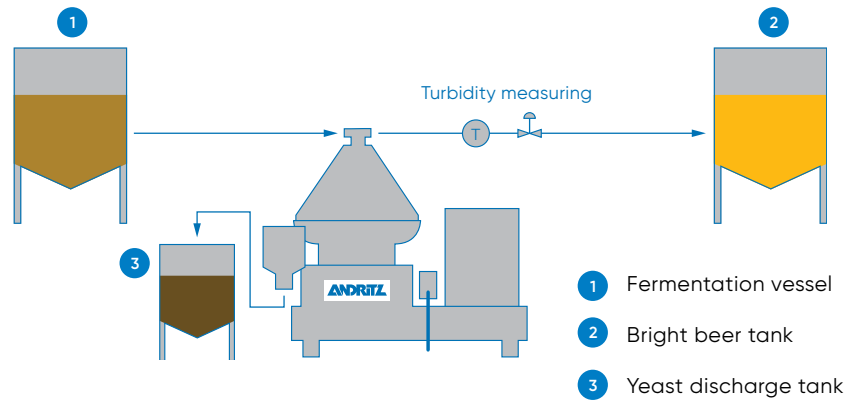 1
2
Turbidity measuring
T
3
ANDRITZ
1 Fermentation vessel
2 Bright beer tank
3 Yeast discharge tank